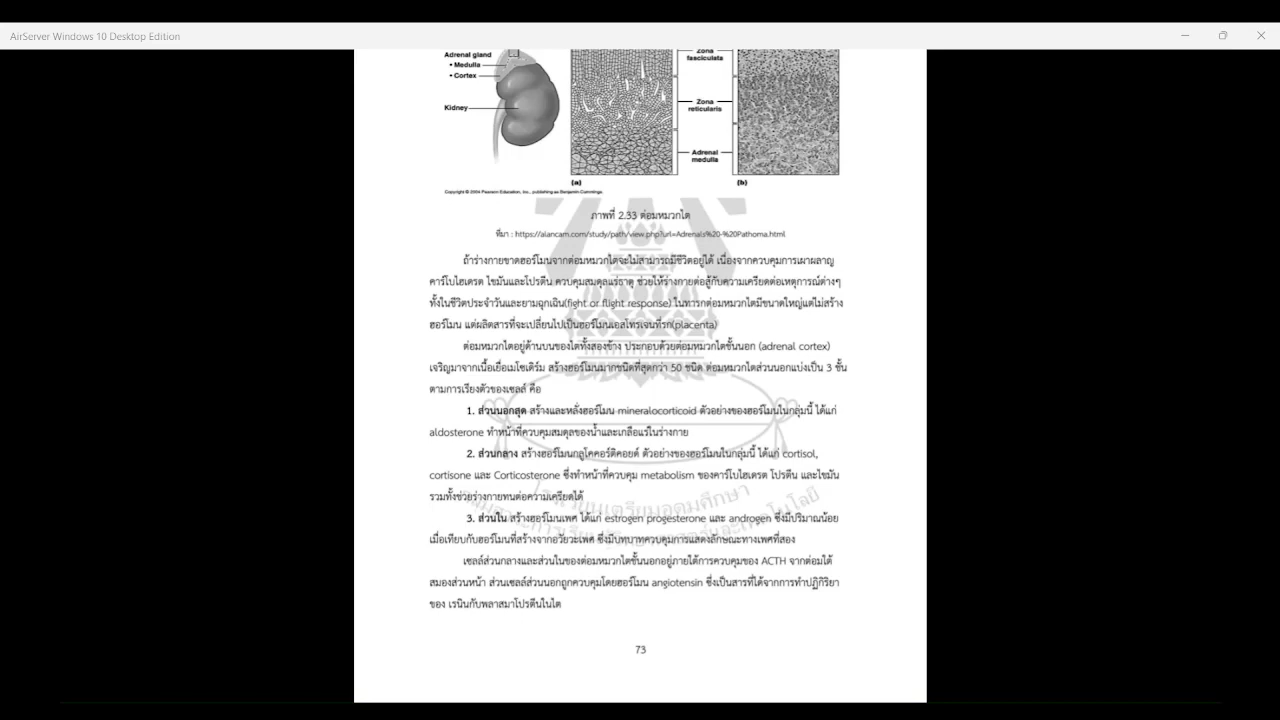 AirServer Windows 10 Desktop Edition
Adrenal gland
• Medulla
• Cortex
Kidney
Zona
fasciculata
Zona
reticularis
Adrenal
medulla
(a)
(b)
Copyright © 2004 Pearson Education, Inc., publishing as Benjamin Cummings.
ภาพที่ 2.33 ต่อมหมวกไต
ที่มา : https://alancam.com/study/path/view.php?url=Adrenals%20-%20Pathoma.html
ถ้าร่างกายขาดฮอร์โมนจากต่อมหมวกไตจะไม่สามารถมีชีวิตอยู่ได้ เนื่องจากควบคุมการเผาผลาญ
คาร์โบไฮเดรต ไขมันและโปรตีน ควบคุมสมดุลแร่ธาตุ ช่วยให้ร่างกายต่อสู้กับความเครียดต่อเหตุการณ์ต่างๆ
ทั้งในชีวิตประจำวันและยามฉุกเฉิน(fight or flight response) ในทารกต่อมหมวกไตมีขนาดใหญ่แต่ไม่สร้าง
ฮอร์โมน แต่ผลิตสารที่จะเปลี่ยนไปเป็นฮอร์โมนเอสโทรเจนที่รก(placenta)
ต่อมหมวกไตอยู่ด้านบนของไตทั้งสองข้าง ประกอบด้วยต่อมหมวกไตชั้นนอก (adrenal cortex)
เจริญมาจากเนื้อเยื่อเมโซเดิร์ม สร้างฮอร์โมนมากชนิดที่สุดกว่า 50 ชนิด ต่อมหมวกไตส่วนนอกแบ่งเป็น 3 ชั้น
ตามการเรียงตัวของเซลล์ คือ
1. ส่วนนอกสุด สร้างและหลั่งฮอร์โมน mineralocorticoid ตัวอย่างของฮอร์โมนในกลุ่มนี้ ได้แก่
aldosterone ทำหน้าที่ควบคุมสมดุลของน้ำและเกลือแร่ในร่างกาย
2. ส่วนกลาง สร้างฮอร์โมนกลูโคคอร์ติคอยด์ ตัวอย่างของฮอร์โมนในกลุ่มนี้ ได้แก่ cortisol,
cortisone และ Corticosterone ซึ่งทำหน้าที่ควบคุม metabolism ของคาร์โบไฮเดรต โปรตีน และไขมัน
รวมทั้งช่วยร่างกายทนต่อความเครียดได้
โรงเรียนเตรียมอุดมศึกษา
3. ส่วนใน สร้างฮอร์โมนเพศ ได้แก่ estrogen progesterone และ androgen ซึ่งมีปริมาณน้อย
เมื่อเทียบกับฮอร์โมนที่สร้างจากอวัยวะเพศ ซึ่งมีบทบาทควบคุมการแสดงลักษณะทางเพศที่สอง
เซลล์ส่วนกลางและส่วนในของต่อมหมวกไตชั้นนอกอยู่ภายใต้การควบคุมของ ACTH จากต่อมใต้
สมองส่วนหน้า ส่วนเซลล์ส่วนนอกถูกควบคุมโดยฮอร์โมน angiotensin ซึ่งเป็นสารที่ได้จากการทำปฏิกิริยา
ของ เรนินกับพลาสมาโปรตีนในไต
73